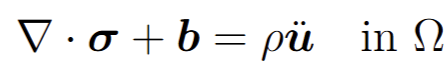 ∇ · σ + b = ρü in Ω